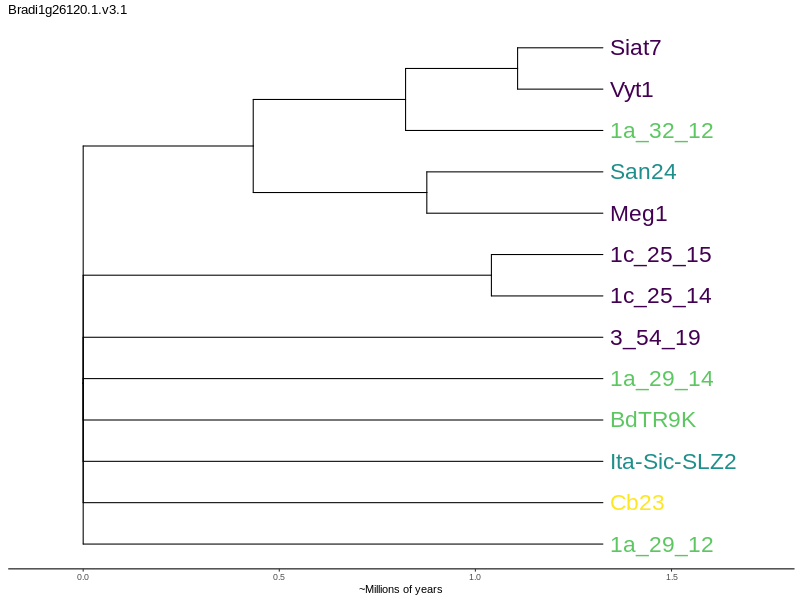 Bradi1g26120.1.v3.1
Siat7
Vyt1
1a_32_12
San24
Meg1
1c_25_15
1c_25_14
3_54_19
1a_29_14
BdTR9K
Ita-Sic-SLZ2
Cb23
1a_29_12
0.0 0.5 1.0 1.5
~Millions of years